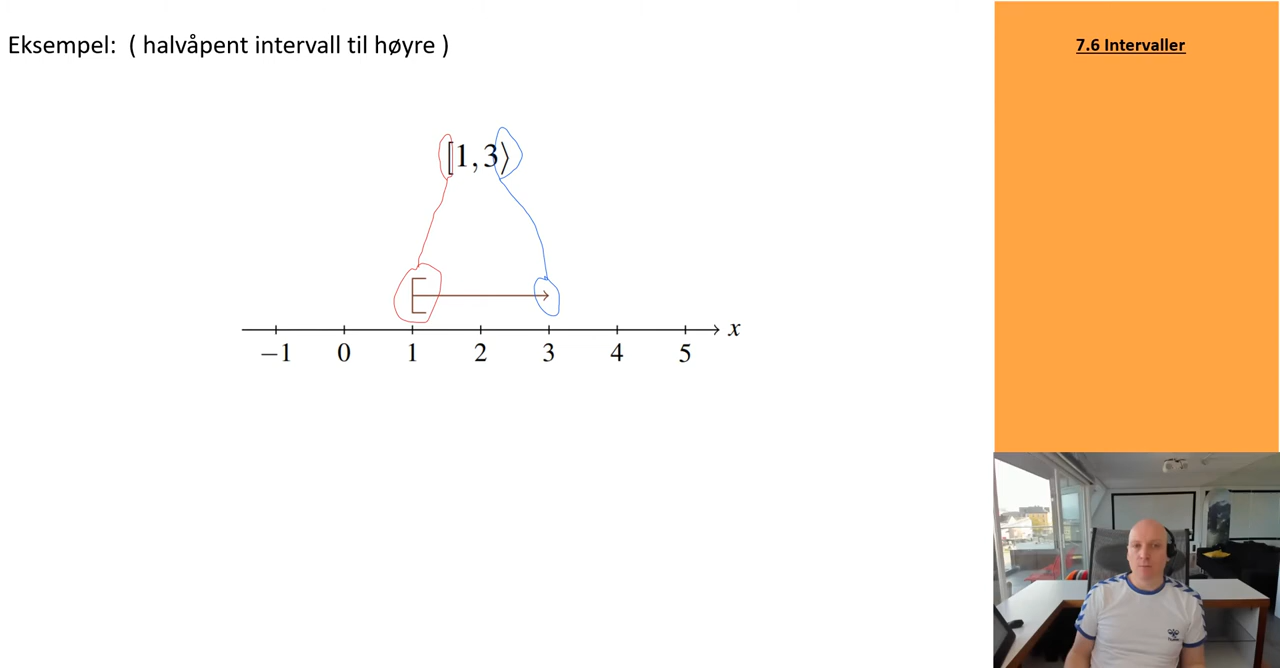 Eksempel: ( halvåpent intervall til høyre )
7.6 Intervaller
[1,3⟩
x
−1 0 1 2 3 4 5